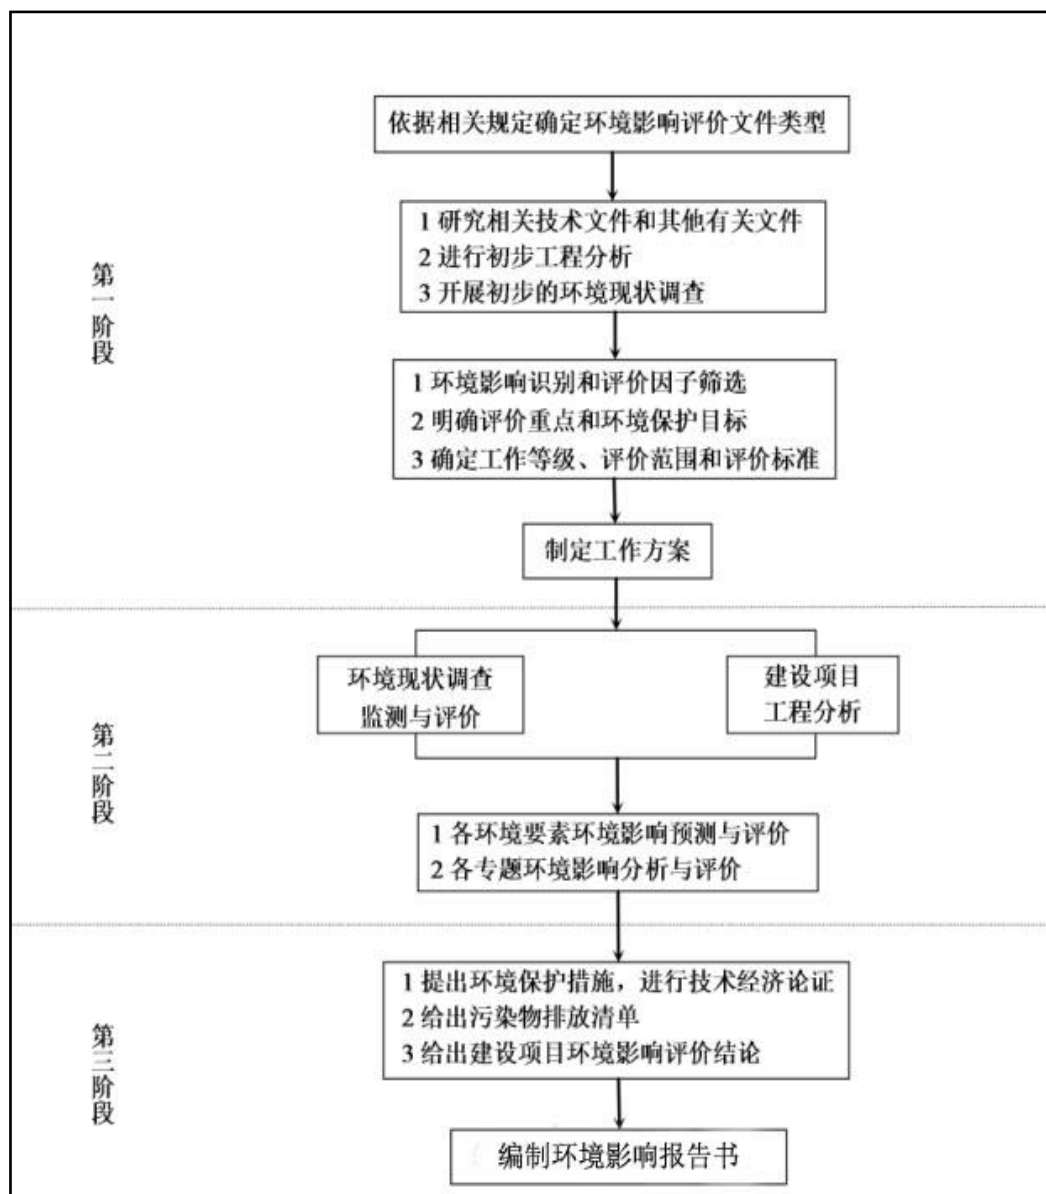 依据相关规定确定环境影响评价文件类型
1 研究相关技术文件和其他有关文件
2 进行初步工程分析
3 开展初步的环境现状调查
第一阶段
1 环境影响识别和评价因子筛选
2 明确评价重点和环境保护目标
3 确定工作等级、评价范围和评价标准
制定工作方案
环境现状调查
监测与评价
建设项目
工程分析
第二阶段
1 各环境要素环境影响预测与评价
2 各专题环境影响分析与评价
1 提出环境保护措施，进行技术经济论证
2 给出污染物排放清单
3 给出建设项目环境影响评价结论
第三阶段
编制环境影响报告书